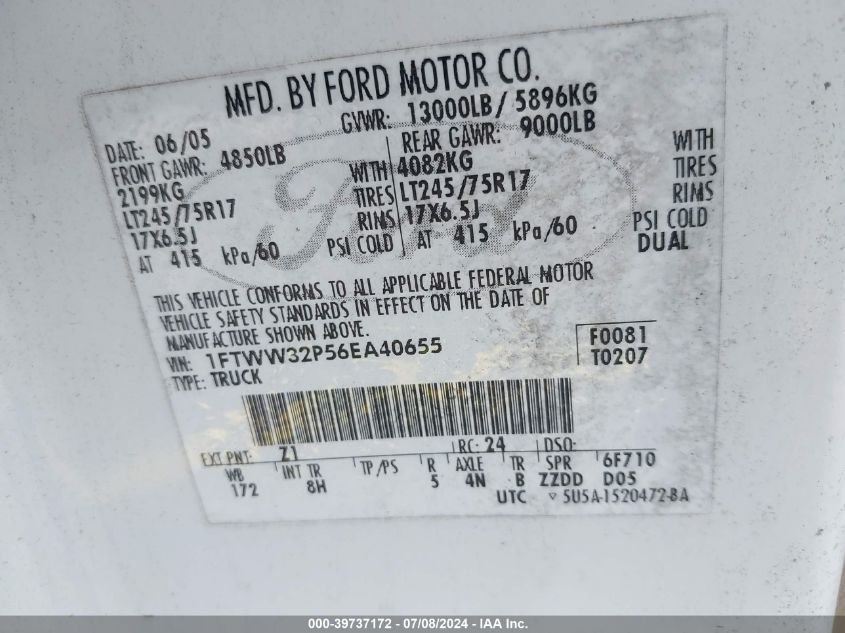 MFD. BY FORD MOTOR CO.
DATE: 06/05 GVWR: 13000LB / 5896KG
FRONT GAWR: 4850LB REAR GAWR: 9000LB
2199KG WITH 4082KG WITH
LT245/75R17 TIRES LT245/75R17 TIRES
17X6.5J RIMS 17X6.5J RIMS
AT 415 kPa/60 PSI COLD AT 415 kPa/60 PSI COLD
DUAL
THIS VEHICLE CONFORMS TO ALL APPLICABLE FEDERAL MOTOR
VEHICLE SAFETY STANDARDS IN EFFECT ON THE DATE OF
MANUFACTURE SHOWN ABOVE.
VIN: 1FTWW32P56EA40655 F0081
TYPE: TRUCK T0207
EXT PNT: Z1 RC: 24 DSO:
WB INT TR TP/PS R AXLE TR SPR 6F710
172 8H 5 4N B ZZDD D05
UTC ▽ 5U5A-1520472-BA
000-39737172 - 07/08/2024 - IAA Inc.